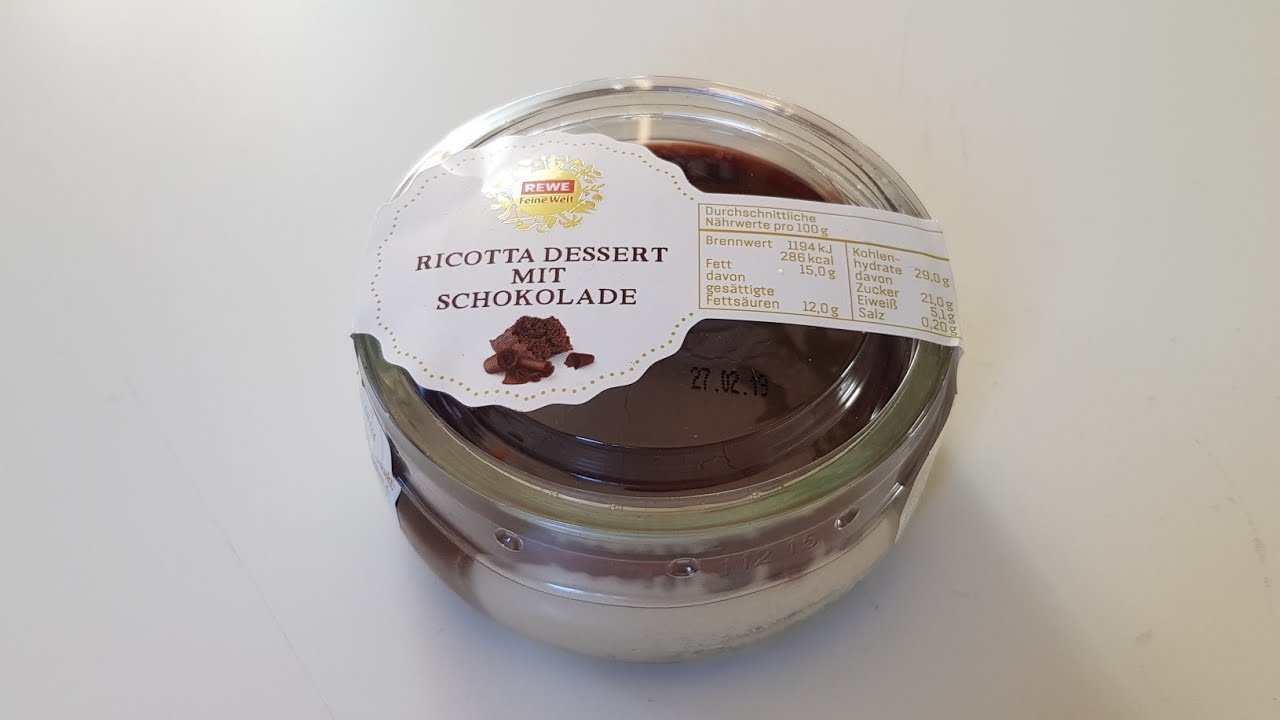 REWE
Feine Welt
RICOTTA DESSERT
MIT
SCHOKOLADE
Durchschnittliche
Nährwerte pro 100 g
Brennwert 1194 kJ
286 kcal
Fett 15,0 g
davon
gesättigte
Fettsäuren 12,0 g
Kohlen-
hydrate 29,0 g
davon
Zucker 21,0 g
Eiweiß 5,1 g
Salz 0,20 g
27.02.19